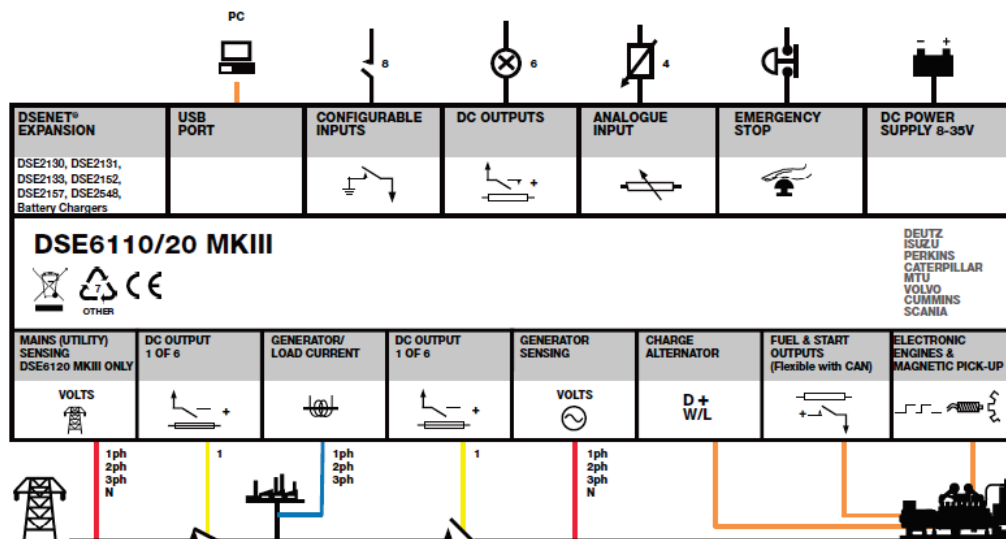 PC
8
6
4
- +
DSENET®
EXPANSION
USB
PORT
CONFIGURABLE
INPUTS
DC OUTPUTS
ANALOGUE
INPUT
EMERGENCY
STOP
DC POWER
SUPPLY 8-35V
DSE2130, DSE2131,
DSE2133, DSE2152,
DSE2157, DSE2548,
Battery Chargers
+
DSE6110/20 MKIII
7
CE
OTHER
DEUTZ
ISUZU
PERKINS
CATERPILLAR
MTU
VOLVO
CUMMINS
SCANIA
MAINS (UTILITY)
SENSING
DSE6120 MKIII ONLY
VOLTS
DC OUTPUT
1 OF 6
+
GENERATOR/
LOAD CURRENT
DC OUTPUT
1 OF 6
+
GENERATOR
SENSING
VOLTS
CHARGE
ALTERNATOR
D+
W/L
FUEL & START
OUTPUTS
(Flexible with CAN)
+
ELECTRONIC
ENGINES &
MAGNETIC PICK-UP
1ph
2ph
3ph
N
1
1ph
2ph
3ph
1
1ph
2ph
3ph
N